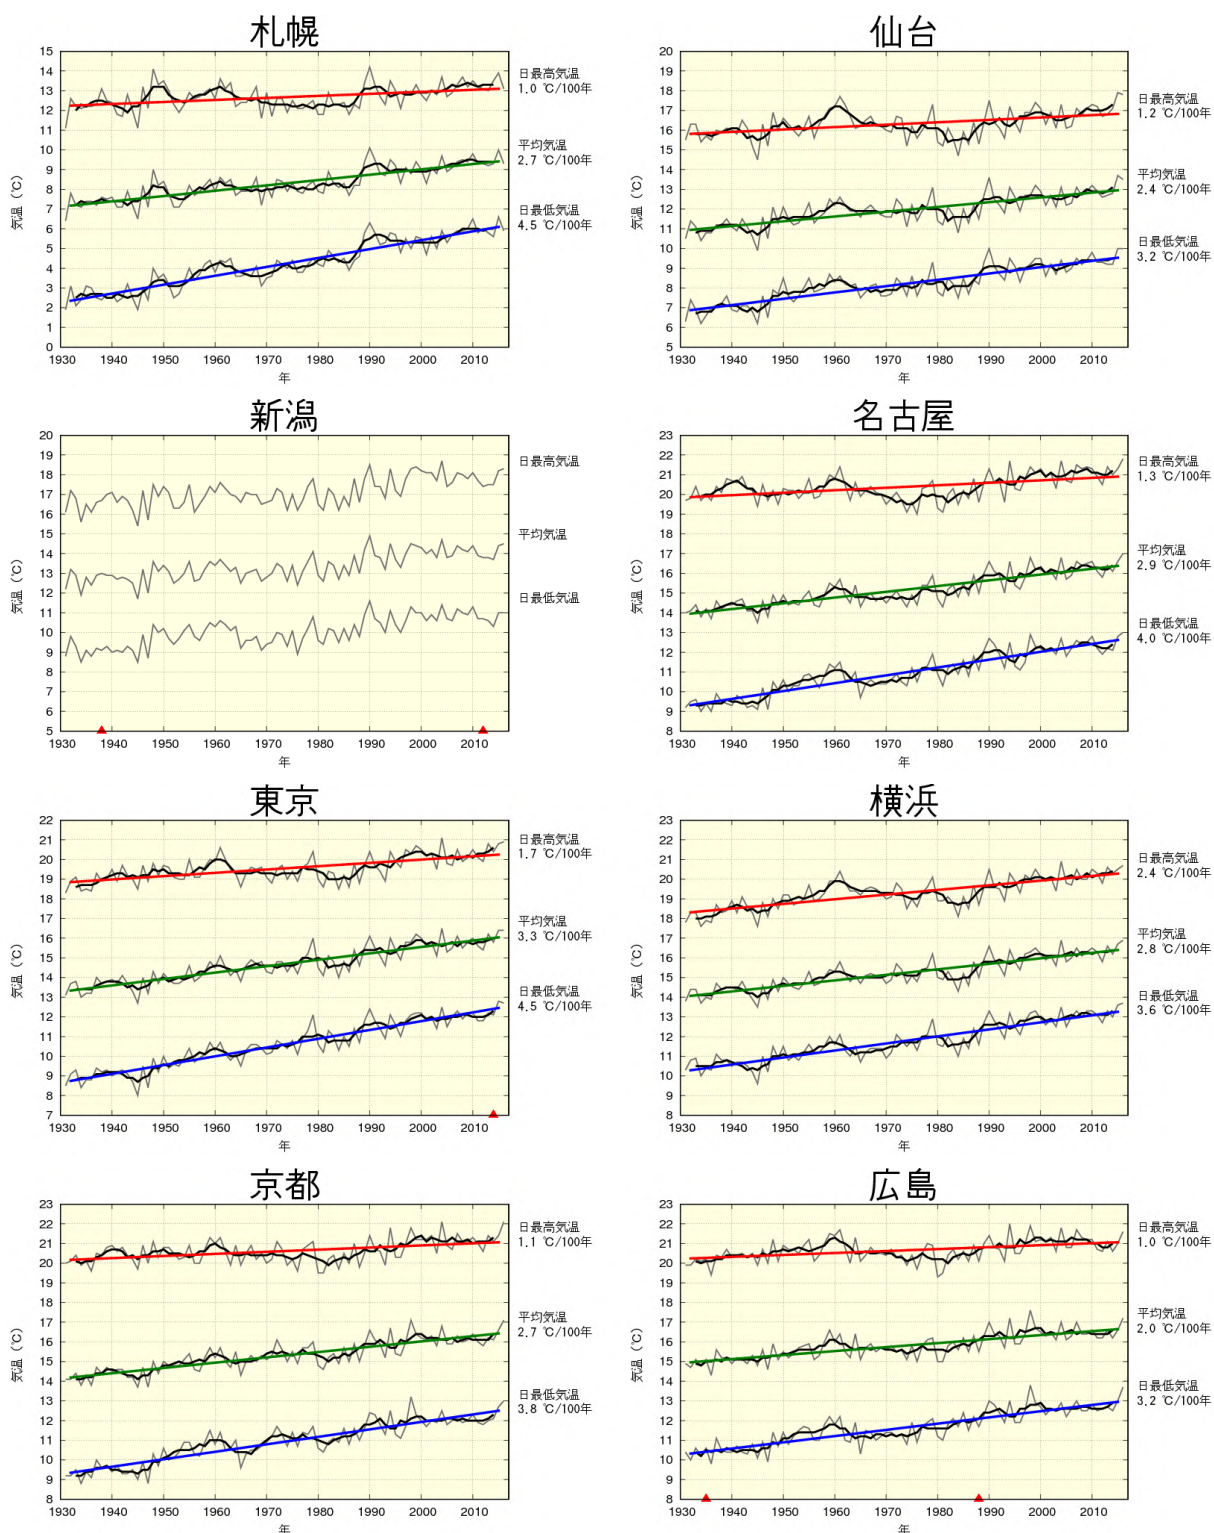 札幌
15
14
13
12
11
10
9
8
7
6
5
4
3
2
1
0
気温 (℃)
1930 1940 1950 1960 1970 1980 1990 2000 2010
年
日最高気温
1.0 ℃/100年
平均気温
2.7 ℃/100年
日最低気温
4.5 ℃/100年
仙台
20
19
18
17
16
15
14
13
12
11
10
9
8
7
6
5
気温 (℃)
1930 1940 1950 1960 1970 1980 1990 2000 2010
年
日最高気温
1.2 ℃/100年
平均気温
2.4 ℃/100年
日最低気温
3.2 ℃/100年
新潟
20
19
18
17
16
15
14
13
12
11
10
9
8
7
6
5
気温 (℃)
1930 1940 1950 1960 1970 1980 1990 2000 2010
年
日最高気温
平均気温
日最低気温
名古屋
23
22
21
20
19
18
17
16
15
14
13
12
11
10
9
8
気温 (℃)
1930 1940 1950 1960 1970 1980 1990 2000 2010
年
日最高気温
1.3 ℃/100年
平均気温
2.9 ℃/100年
日最低気温
4.0 ℃/100年
東京
22
21
20
19
18
17
16
15
14
13
12
11
10
9
8
7
気温 (℃)
1930 1940 1950 1960 1970 1980 1990 2000 2010
年
日最高気温
1.7 ℃/100年
平均気温
3.3 ℃/100年
日最低気温
4.5 ℃/100年
横浜
23
22
21
20
19
18
17
16
15
14
13
12
11
10
9
8
気温 (℃)
1930 1940 1950 1960 1970 1980 1990 2000 2010
年
日最高気温
2.4 ℃/100年
平均気温
2.8 ℃/100年
日最低気温
3.6 ℃/100年
京都
23
22
21
20
19
18
17
16
15
14
13
12
11
10
9
8
気温 (℃)
1930 1940 1950 1960 1970 1980 1990 2000 2010
年
日最高気温
1.1 ℃/100年
平均気温
2.7 ℃/100年
日最低気温
3.8 ℃/100年
広島
23
22
21
20
19
18
17
16
15
14
13
12
11
10
9
8
気温 (℃)
1930 1940 1950 1960 1970 1980 1990 2000 2010
年
日最高気温
1.0 ℃/100年
平均気温
2.0 ℃/100年
日最低気温
3.2 ℃/100年